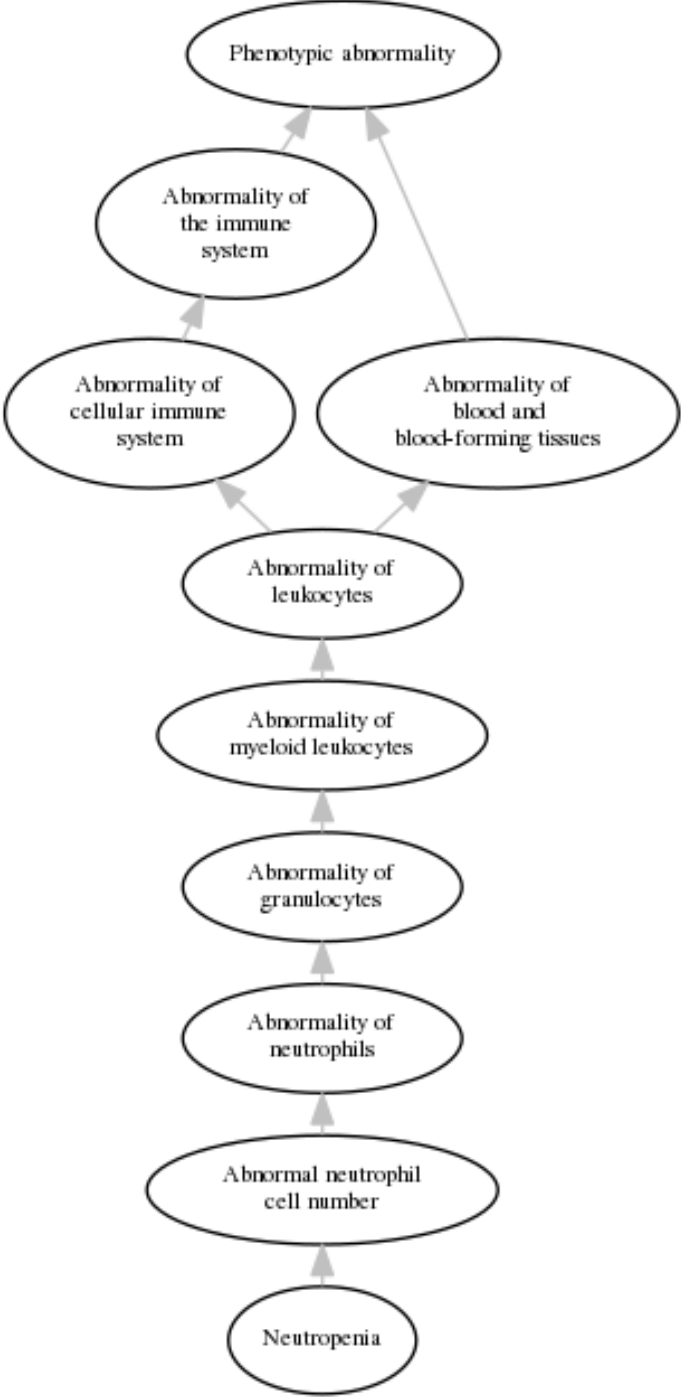 Phenotypic abnormality
Abnormality of
the immune
system
Abnormality of
cellular immune
system
Abnormality of
blood and
blood-forming tissues
Abnormality of
leukocytes
Abnormality of
myeloid leukocytes
Abnormality of
granulocytes
Abnormality of
neutrophils
Abnormal neutrophil
cell number
Neutropenia